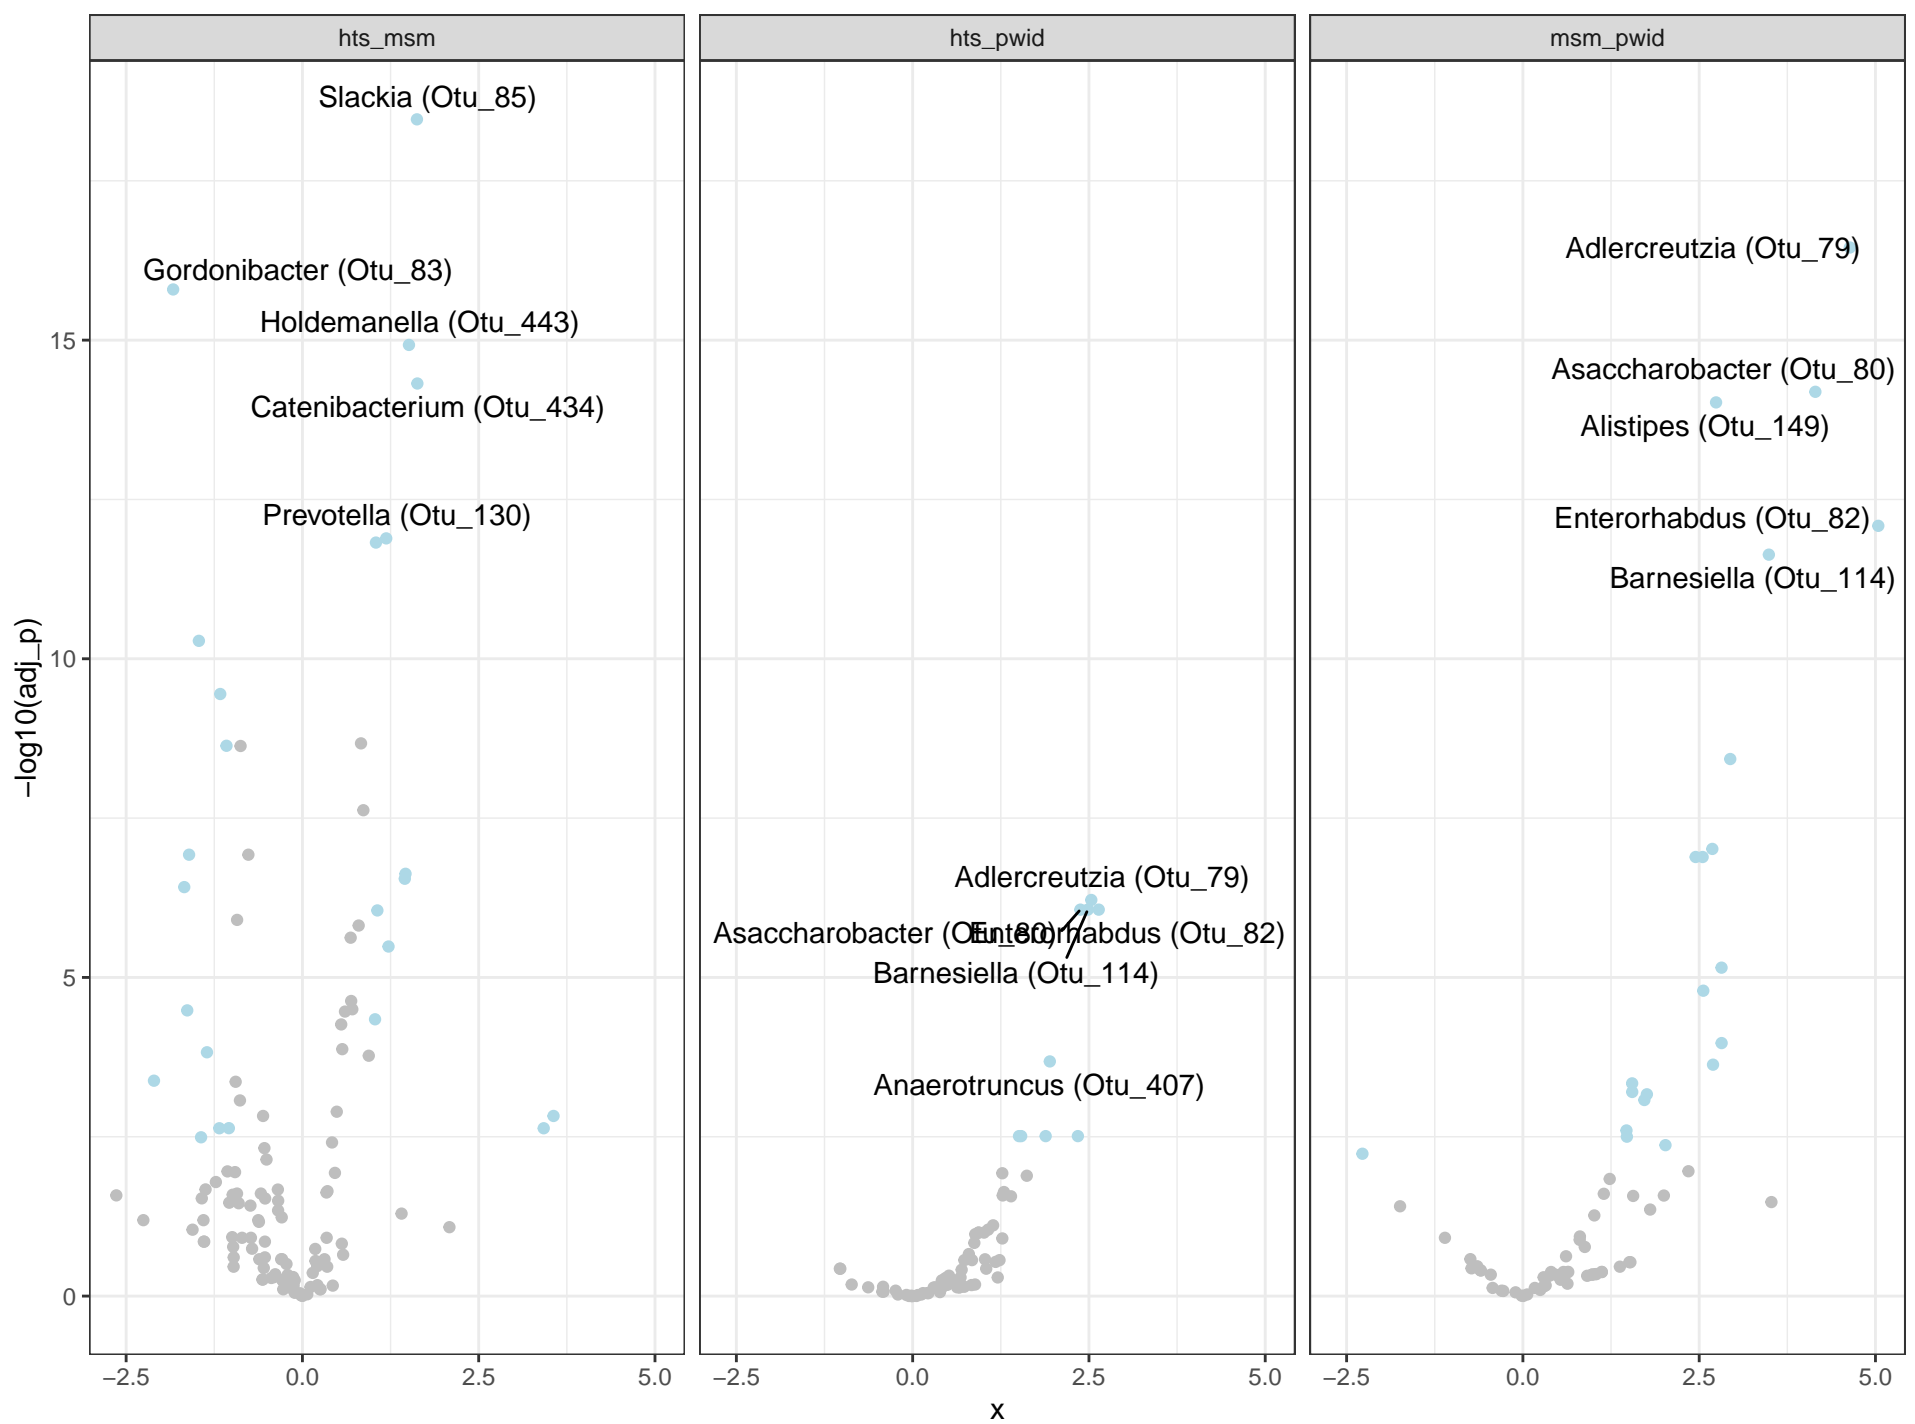 hts_msm
hts_pwid
msm_pwid
Slackia (Otu_85)
Gordonibacter (Otu_83)
Holdemanella (Otu_443)
Catenibacterium (Otu_434)
Prevotella (Otu_130)
Adlercreutzia (Otu_79)
Asaccharobacter (Otu_80)
Enterorhabdus (Otu_82)
Barnesiella (Otu_114)
Anaerotruncus (Otu_407)
Adlercreutzia (Otu_79)
Asaccharobacter (Otu_80)
Alistipes (Otu_149)
Enterorhabdus (Otu_82)
Barnesiella (Otu_114)
−log10(adj_p)
15
10
5
0
−2.5 0.0 2.5 5.0
−2.5 0.0 2.5 5.0
−2.5 0.0 2.5 5.0
x